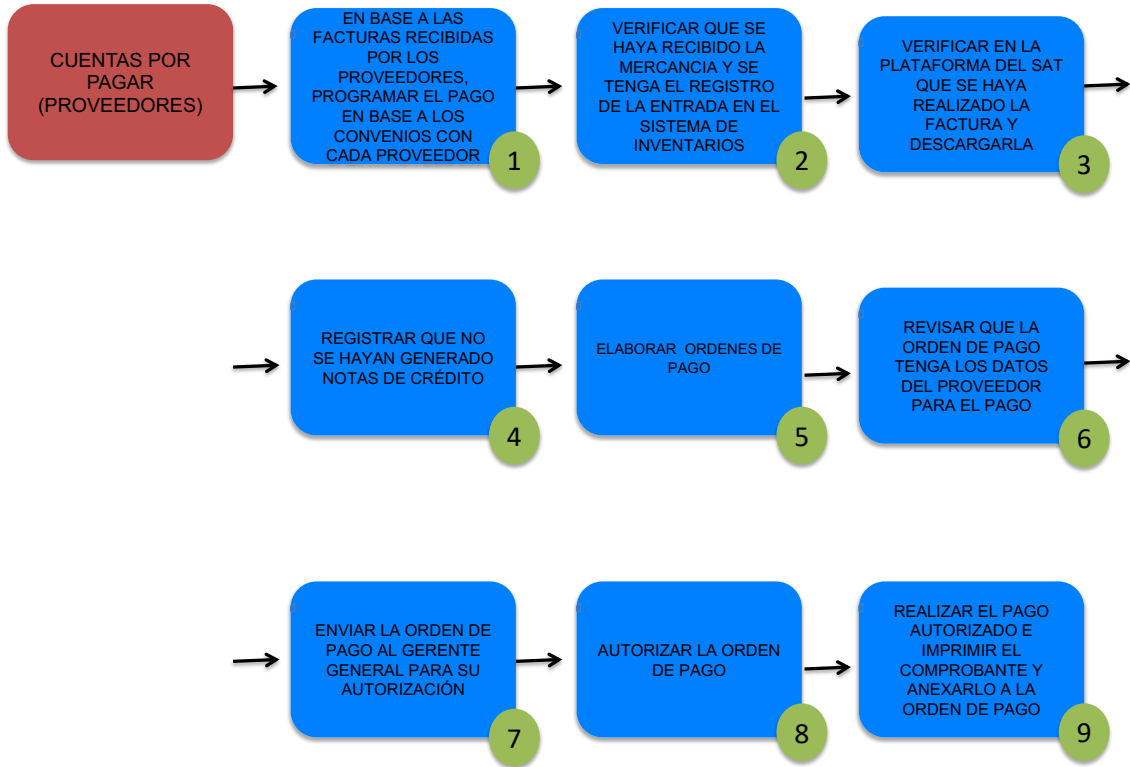 CUENTAS POR
PAGAR
(PROVEEDORES)
EN BASE A LAS
FACTURAS RECIBIDAS
POR LOS
PROVEEDORES,
PROGRAMAR EL PAGO
EN BASE A LOS
CONVENIOS CON
CADA PROVEEDOR
1
VERIFICAR QUE SE
HAYA RECIBIDO LA
MERCANCIA Y SE
TENGA EL REGISTRO
DE LA ENTRADA EN EL
SISTEMA DE
INVENTARIOS
2
VERIFICAR EN LA
PLATAFORMA DEL SAT
QUE SE HAYA
REALIZADO LA
FACTURA Y
DESCARGARLA
3
REGISTRAR QUE NO
SE HAYAN GENERADO
NOTAS DE CRÉDITO
4
ELABORAR ORDENES DE
PAGO
5
REVISAR QUE LA
ORDEN DE PAGO
TENGA LOS DATOS
DEL PROVEEDOR
PARA EL PAGO
6
ENVIAR LA ORDEN DE
PAGO AL GERENTE
GENERAL PARA SU
AUTORIZACIÓN
7
AUTORIZAR LA ORDEN
DE PAGO
8
REALIZAR EL PAGO
AUTORIZADO E
IMPRIMIR EL
COMPROBANTE Y
ANEXARLO A LA
ORDEN DE PAGO
9